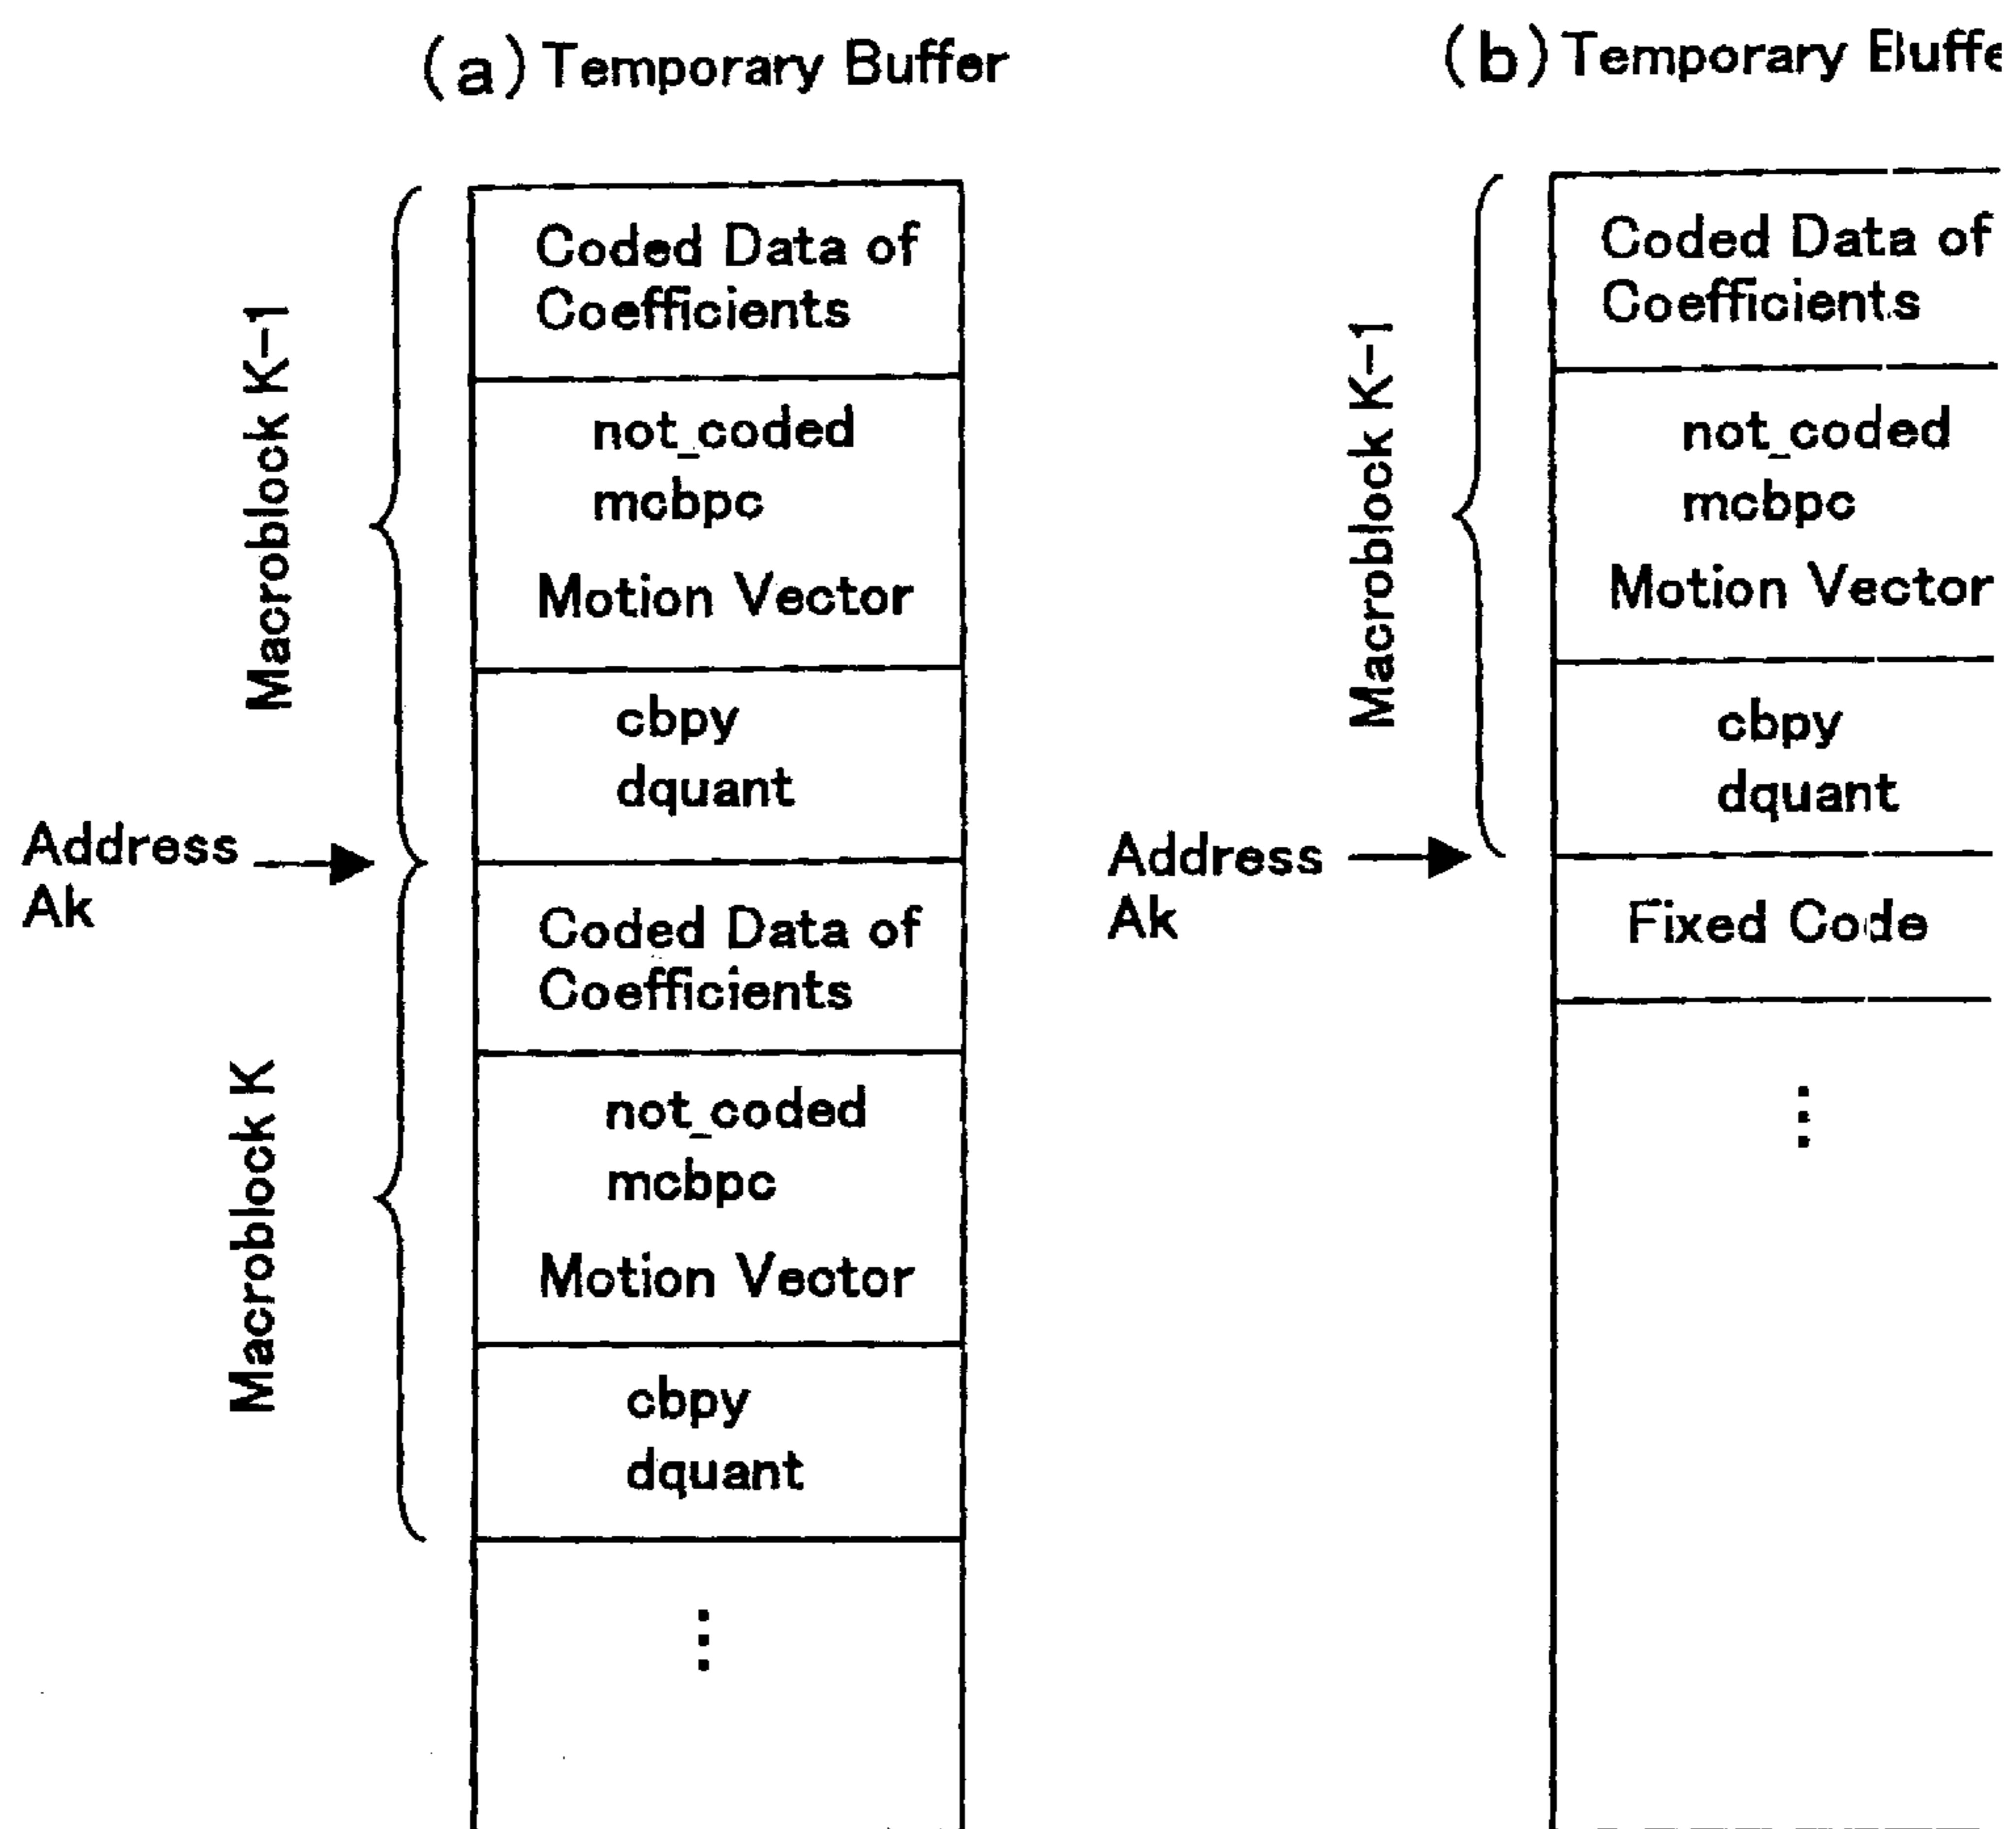 (a) Temporary Buffer
Macroblock K-1
Coded Data of
Coefficients
not_coded
mcbpc
Motion Vector
cbpy
dquant
Address
Ak
Macroblock K
Coded Data of
Coefficients
not_coded
mcbpc
Motion Vector
cbpy
dquant
⋮
(b) Temporary Buffe
Macroblock K-1
Coded Data of
Coefficients
not_coded
mcbpc
Motion Vector
cbpy
dquant
Address
Ak
Fixed Code
⋮